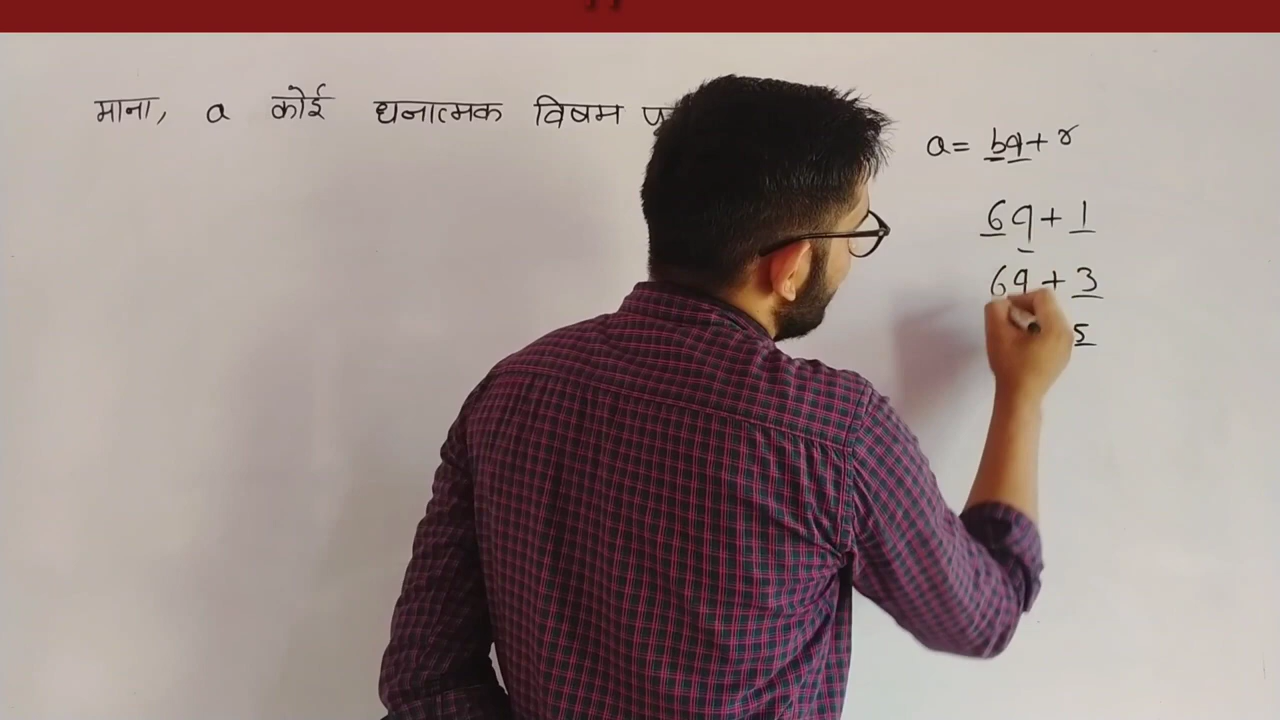 माना, a कोई धनात्मक विषम
a= bq+ r
6q+ 1
6q + 3
5